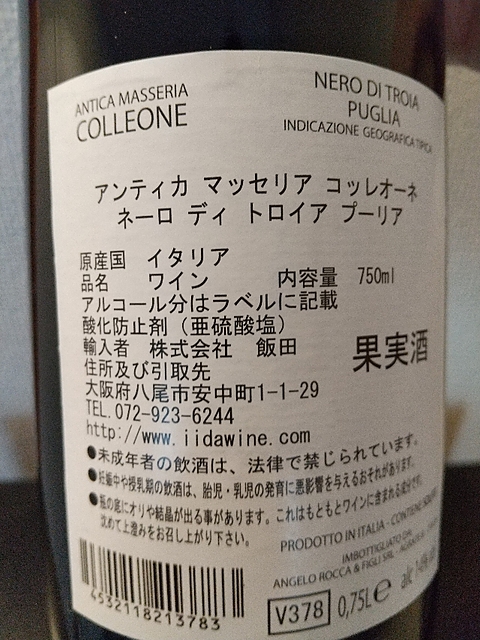 ANTICA MASSERIA
COLLEONE
NERO DI TROIA
PUGLIA
INDICAZIONE GEOGRAFICA TIPICA
アンティカ マッセリア コッレオーネ
ネーロ ディ トロイア プーリア
原産国 イタリア
品名 ワイン 内容量 750ml
アルコール分はラベルに記載
酸化防止剤（亜硫酸塩）
輸入者 株式会社 飯田
住所及び引取先
大阪府八尾市安中町1-1-29
TEL.072-923-6244
http://www.iidawine.com
果実酒
●未成年者の飲酒は、法律で禁じられています。
●妊娠中や授乳期の飲酒は、胎児・乳児の発育に悪影響を与えるおそれがあります。
●瓶の底にオリや結晶が出る事があります。これはもともとワインに含まれる成分です。
沈めて上澄みをお召し上がり下さい。
PRODOTTO IN ITALIA - CONTIENE
IMBOTTIGLIATO DA:
ANGELO ROCCA & FIGLI SRL -
4532118213783
V378 0,75L e alc